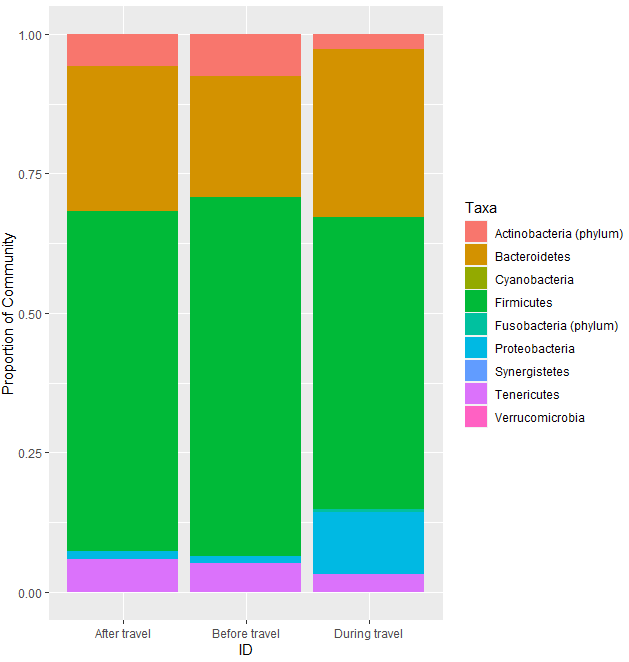 Proportion of Community
1.00
0.75
0.50
0.25
0.00
After travel
Before travel
During travel
ID
Taxa
Actinobacteria (phylum)
Bacteroidetes
Cyanobacteria
Firmicutes
Fusobacteria (phylum)
Proteobacteria
Synergistetes
Tenericutes
Verrucomicrobia